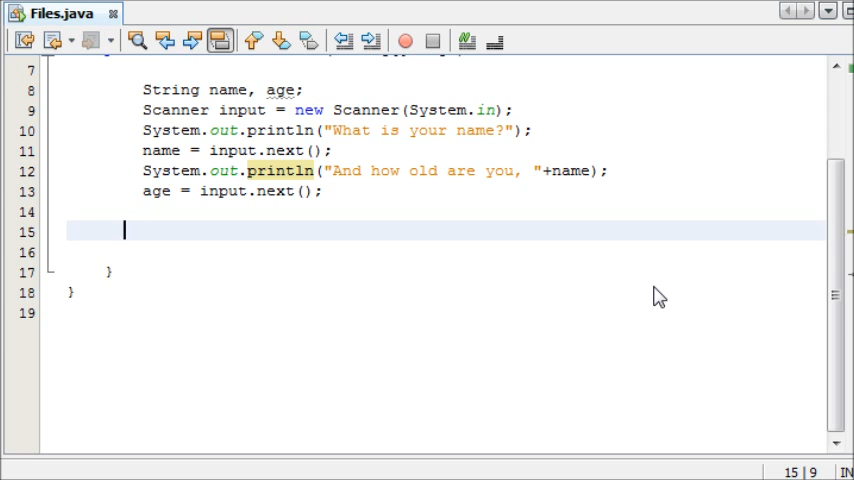 Files.java
7
8 String name, age;
9 Scanner input = new Scanner(System.in);
10 System.out.println("What is your name?");
11 name = input.next();
12 System.out.println("And how old are you, "+name);
13 age = input.next();
14
15
16
17 }
18 }
19
15 | 9 IN